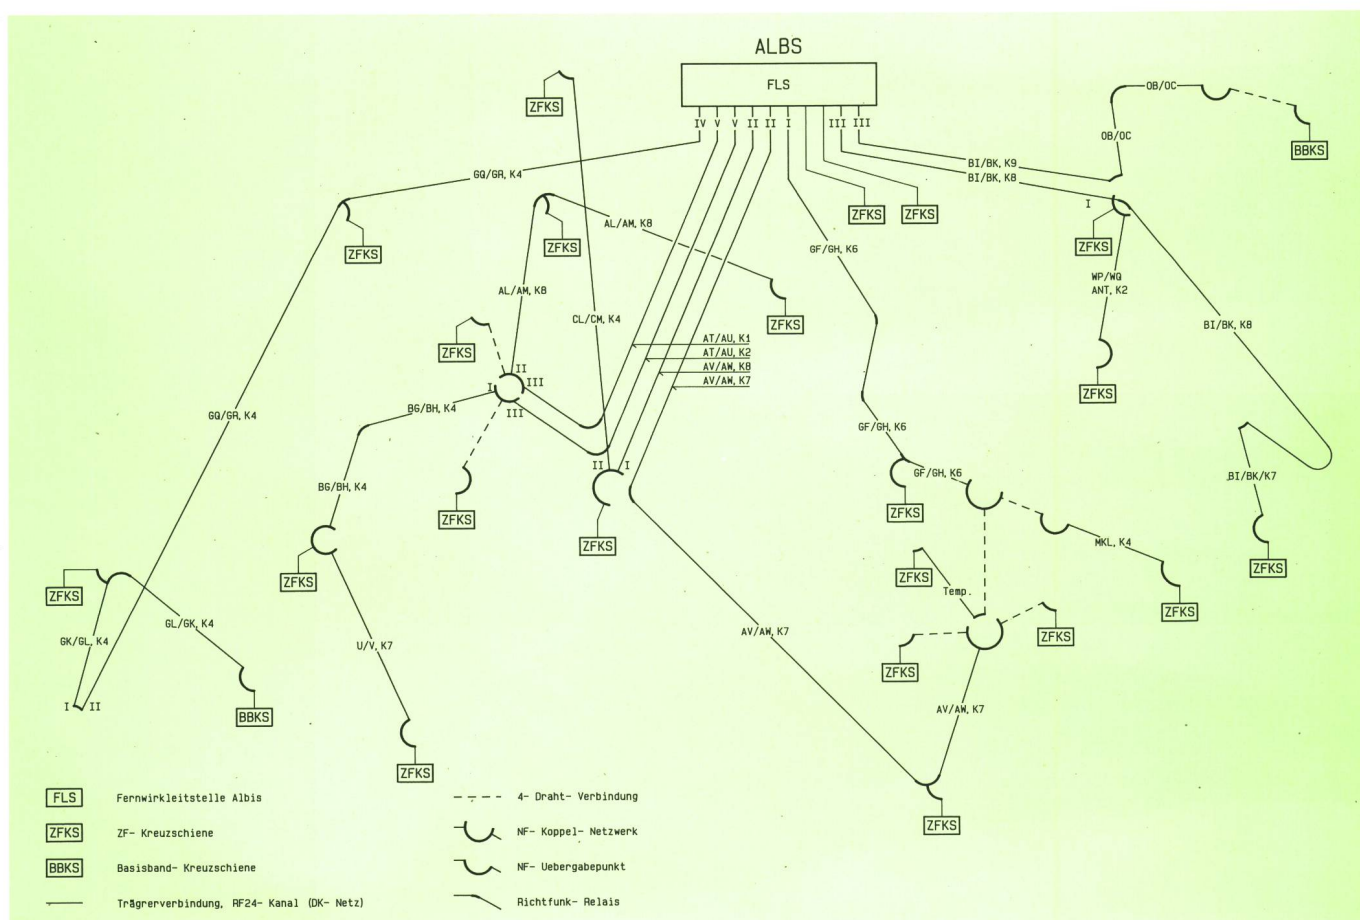 ALBS
FLS
IV V V II II I III III
ZFKS
OB/OC
OB/OC
BBKS
BI/BK, K9
BI/BK, K8
GQ/GR, K4
I
ZFKS
ZFKS
ZFKS
ZFKS
ZFKS
ZFKS
AL/AM, K8
GF/GH, K6
WP/WQ
ANT, K2
AL/AM, K8
CL/CM, K4
ZFKS
BI/BK, K8
ZFKS
AT/AU, K1
AT/AU, K2
AV/AW, K8
AV/AW, K7
II
III
I
III
ZFKS
GQ/GR, K4
BG/BH, K4
GF/GH, K6
II I
GF/GH, K6
BI/BK/K7
BG/BH, K4
ZFKS
ZFKS
ZFKS
MKL, K4
ZFKS
ZFKS
ZFKS
ZFKS
Temp.
ZFKS
ZFKS
GL/GK, K4
GK/GL, K4
U/V, K7
AV/AW, K7
ZFKS
ZFKS
I II
BBKS
AV/AW, K7
ZFKS
ZFKS
FLS Fernwirkleitstelle Albis
ZFKS ZF- Kreuzschiene
BBKS Basisband- Kreuzschiene
Trägrerverbindung, RF24- Kanal (DK- Netz)
4- Draht- Verbindung
NF- Koppel- Netzwerk
NF- Uebergabepunkt
Richtfunk- Relais